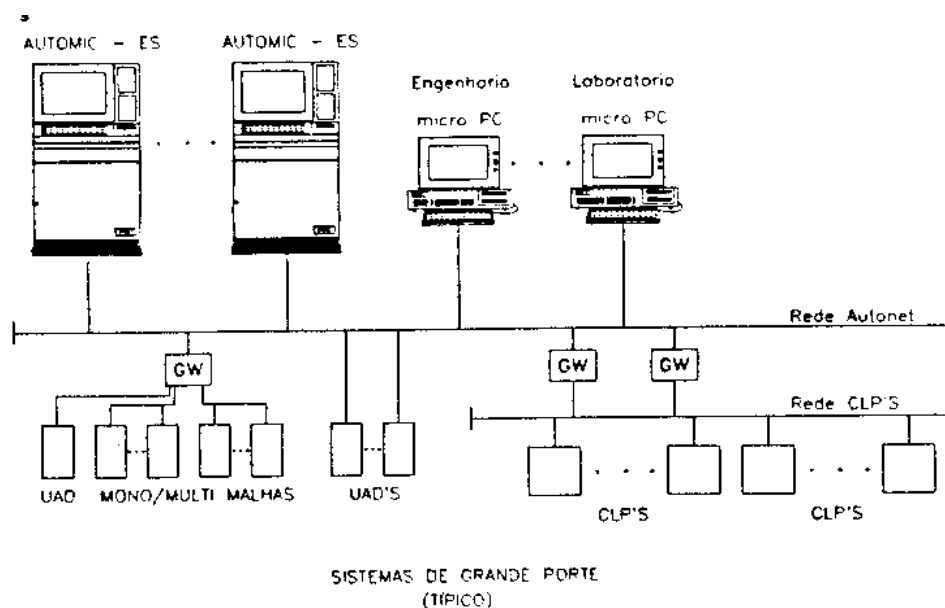 AUTOMIC - ES
AUTOMIC - ES
Engenharia
micro PC
Laboratorio
micro PC
Rede Autonet
GW
GW
GW
Rede CLP'S
UAD
MONO/MULTI MALHAS
UAD'S
CLP'S
CLP'S
SISTEMAS DE GRANDE PORTE
(TÍPICO)